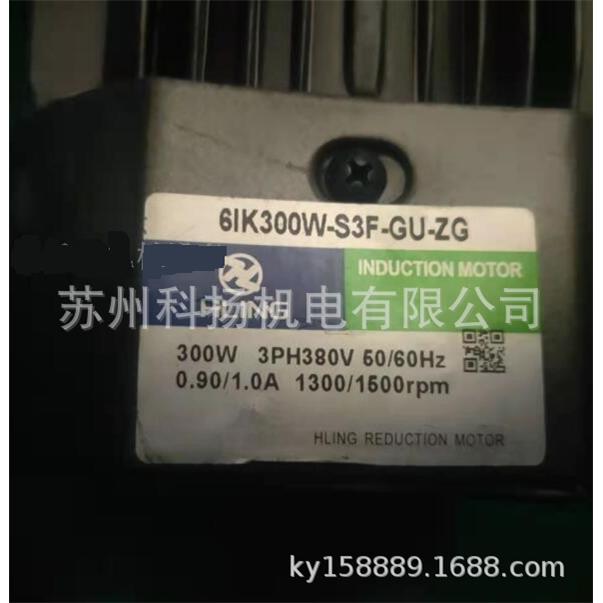 6IK300W-S3F-GU-ZG
INDUCTION MOTOR
HLING
苏州科扬机电有限公司
300W 3PH380V 50/60Hz
0.90/1.0A 1300/1500rpm
HLING REDUCTION MOTOR
ky158889.1688.com